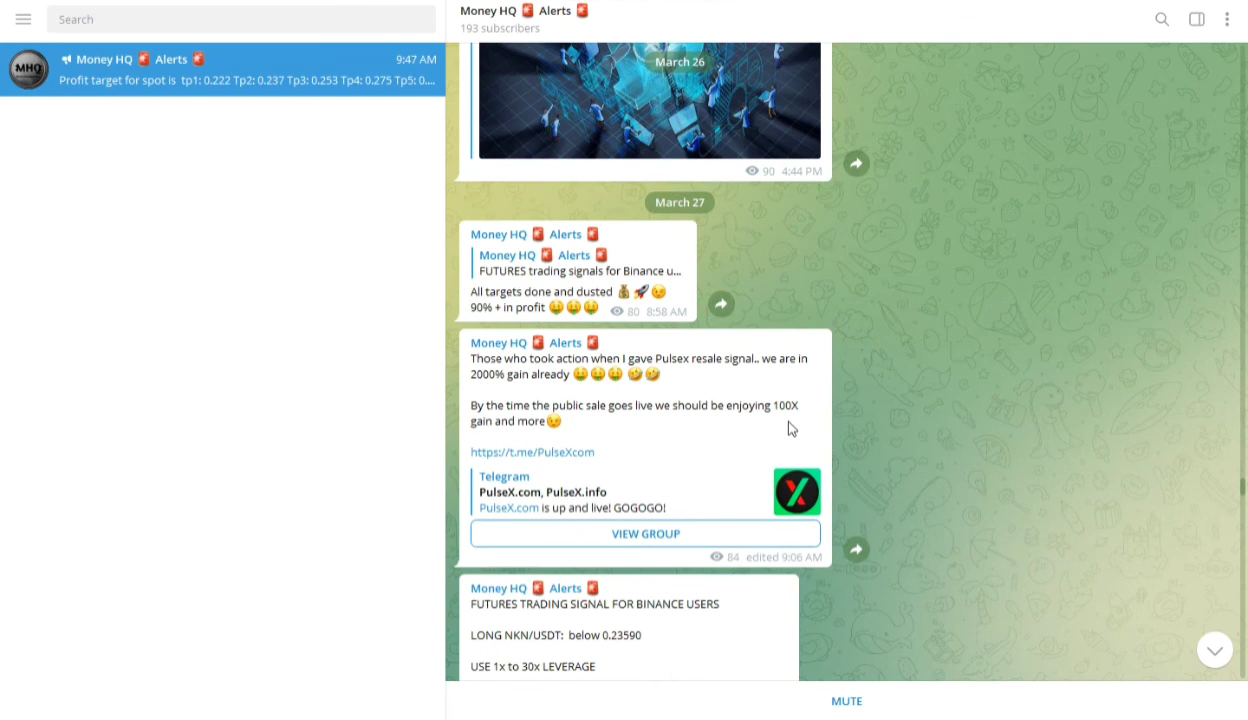 Search
Money HQ 🚨 Alerts 🚨
193 subscribers
MHQ
Money HQ 🚨 Alerts 🚨 9:47 AM
Profit target for spot is tp1: 0.222 Tp2: 0.237 Tp3: 0.253 Tp4: 0.275 Tp5: 0....
March 26
90 4:44 PM
March 27
Money HQ 🚨 Alerts 🚨
Money HQ 🚨 Alerts 🚨
FUTURES trading signals for Binance u...
All targets done and dusted 💰🚀😉
90% + in profit 🤑🤑🤑 80 8:58 AM
Money HQ 🚨 Alerts 🚨
Those who took action when I gave Pulsex resale signal.. we are in
2000% gain already 🤑🤑🤑 🤣🤣
By the time the public sale goes live we should be enjoying 100X
gain and more😉
https://t.me/PulseXcom
Telegram
PulseX.com, PulseX.info
PulseX.com is up and live! GOGOGO!
VIEW GROUP
84 edited 9:06 AM
Money HQ 🚨 Alerts 🚨
FUTURES TRADING SIGNAL FOR BINANCE USERS
LONG NKN/USDT: below 0.23590
USE 1x to 30x LEVERAGE
MUTE